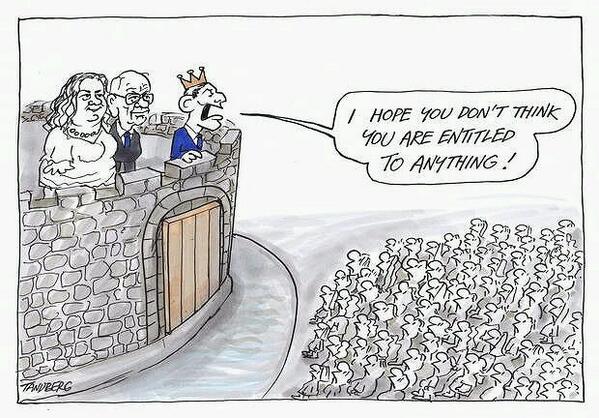 I HOPE YOU DON'T THINK
YOU ARE ENTITLED
TO ANYTHING!
TANDBERG